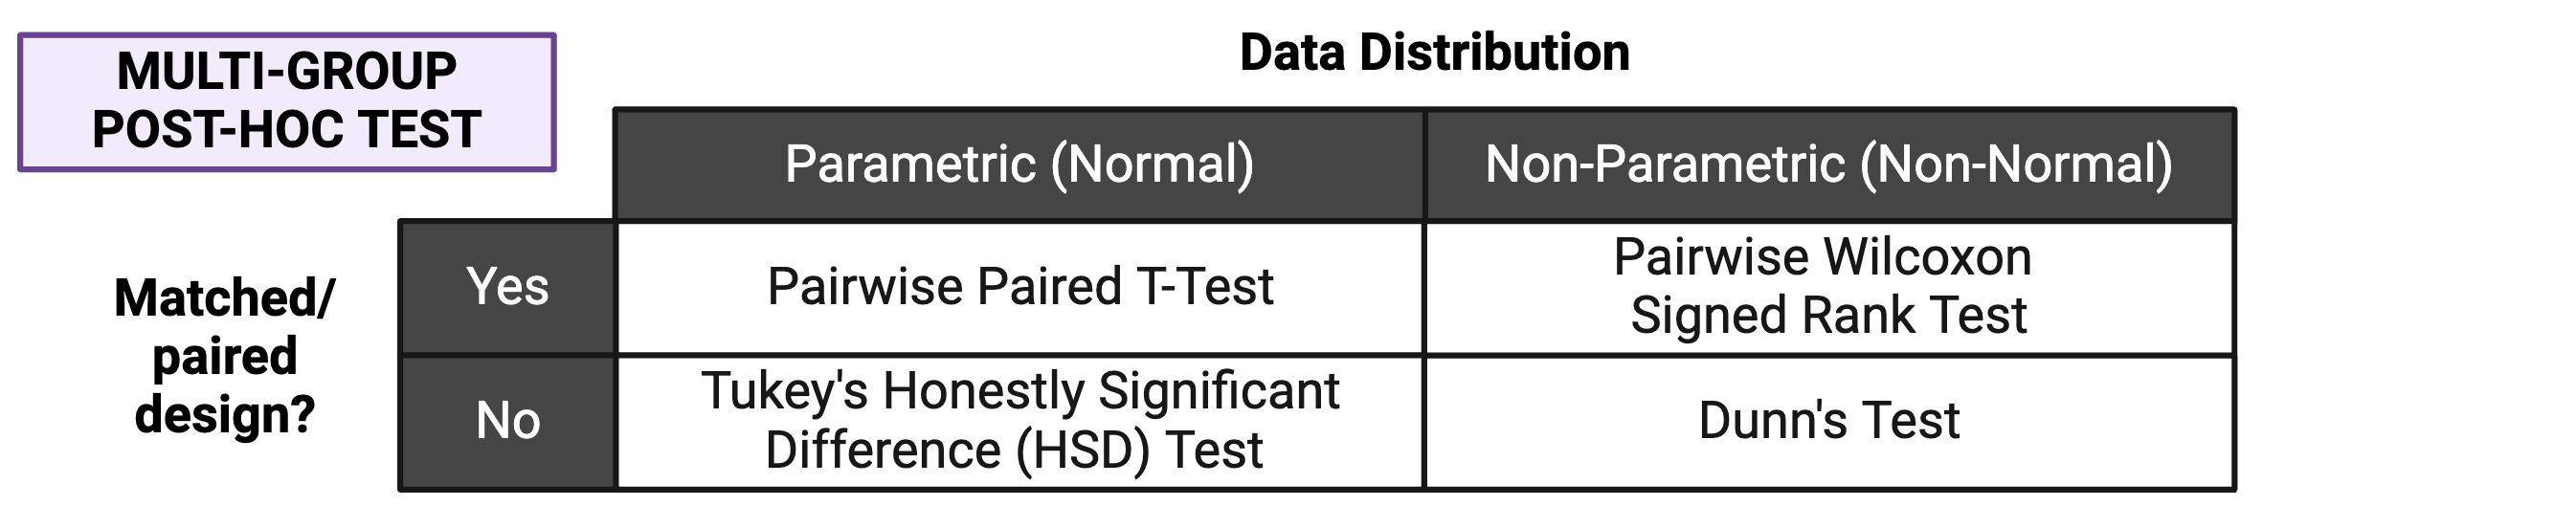 MULTI-GROUP
POST-HOC TEST
Data Distribution
Parametric (Normal)
Non-Parametric (Non-Normal)
Matched/
paired
design?
Yes
Pairwise Paired T-Test
Pairwise Wilcoxon
Signed Rank Test
No
Tukey's Honestly Significant
Difference (HSD) Test
Dunn's Test